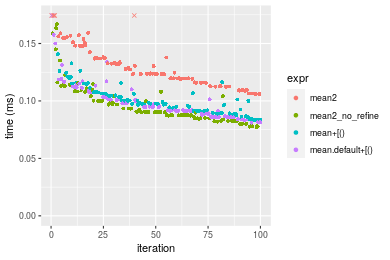 0.15
0.10
0.05
0.00
time (ms)
0
25
50
75
100
iteration
expr
mean2
mean2_no_refine
mean+[()
mean.default+[()